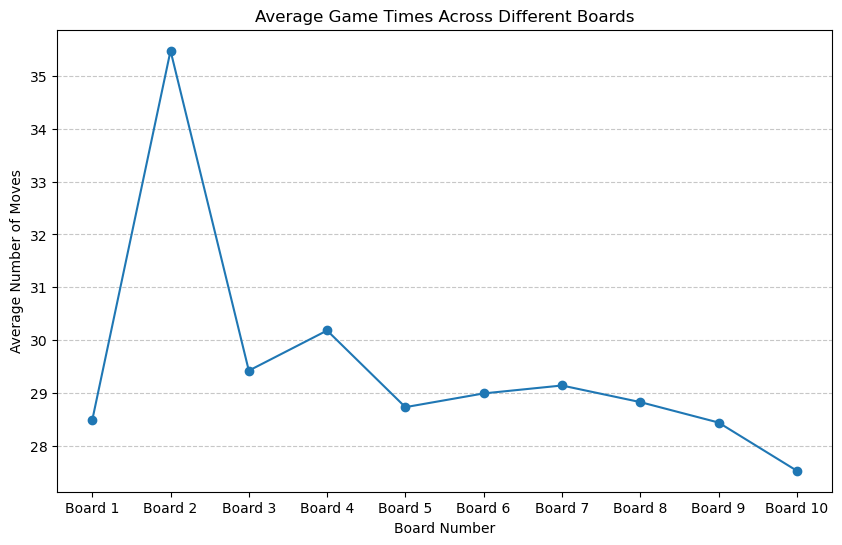 Average Game Times Across Different Boards
Average Number of Moves
35
34
33
32
31
30
29
28
Board 1 Board 2 Board 3 Board 4 Board 5 Board 6 Board 7 Board 8 Board 9 Board 10
Board Number